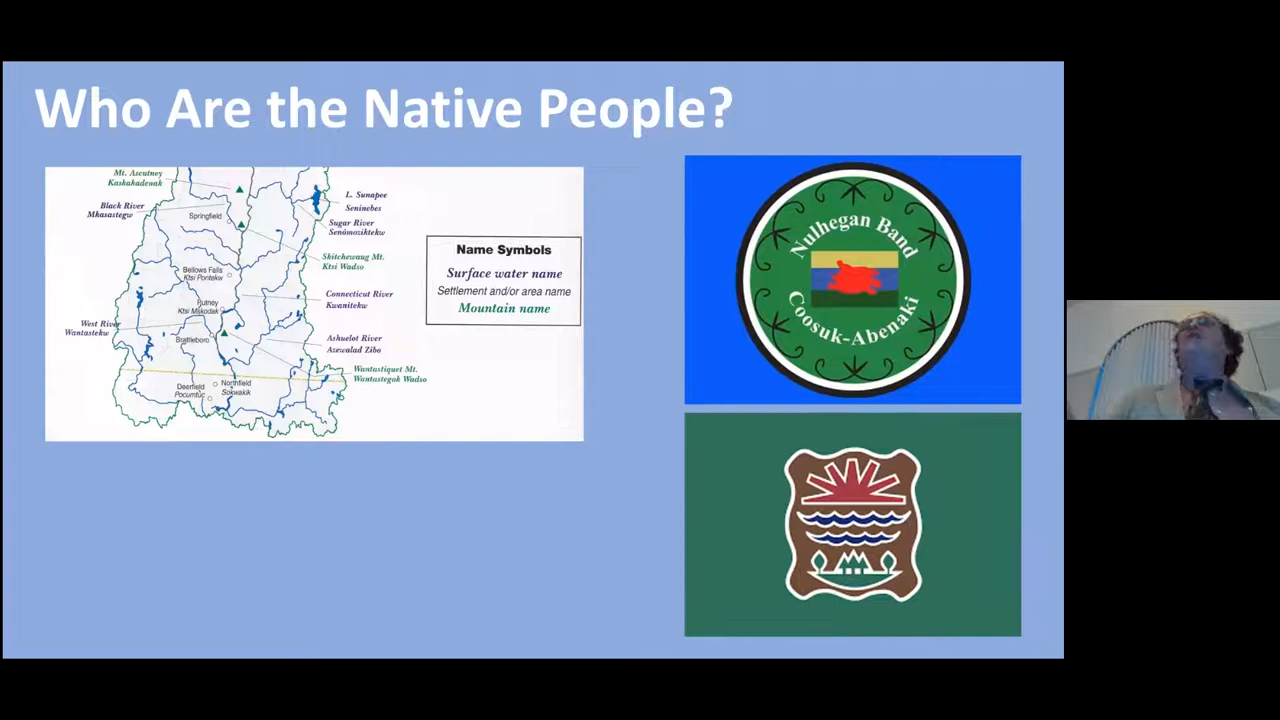 Who Are the Native People?
Mt. Ascutney
Kaskahadenak
Black River
Mkasastegw
Springfield
L. Sunapee
Seninebes
Sugar River
Senômoziktekw
Skitchewaug Mt.
Ktsi Wadso
Bellows Falls
Ktsi Pontekw
Connecticut River
Kwanitekw
Putney
Ktsi Mskodak
West River
Wantastekw
Brattleboro
Ashuelot River
Azewalad Zibo
Wantastiquet Mt.
Wantastegok Wadso
Deerfield
Pocumtuc
Northfield
Sokwakik
Name Symbols
Surface water name
Settlement and/or area name
Mountain name
Nulhegan Band
Coosuk-Abenaki